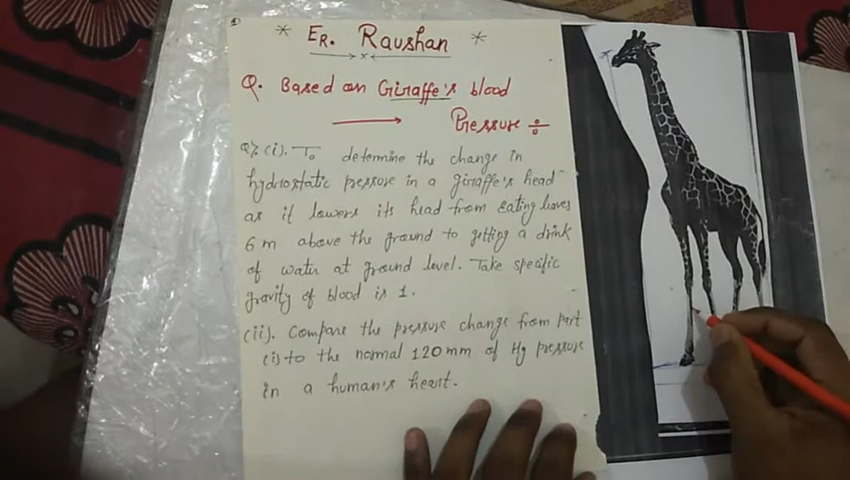 1
* Er. Raushan *
Q. Based on Giraffe's blood
Pressure ÷
Q1. (i). To determine the change in
hydrostatic pressure in a giraffe's head
as it lowers its head from eating leaves
6 m above the ground to getting a drink
of water at ground level. Take specific
gravity of blood is 1.
(ii). Compare the pressure change from part
(i) to the normal 120 mm of Hg pressure
in a human's heart.